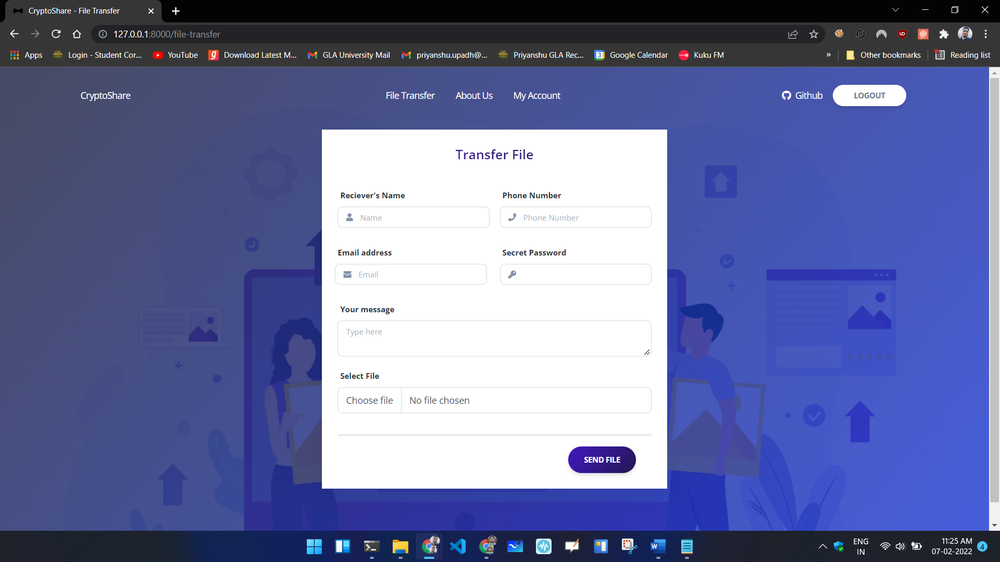 CryptoShare - File Transfer
127.0.0.1:8000/file-transfer
Apps
Login - Student Cor...
YouTube
Download Latest M...
GLA University Mail
priyanshu.upadh@...
Priyanshu GLA Rec...
Google Calendar
Kuku FM
»
Other bookmarks
Reading list
CryptoShare
File Transfer
About Us
My Account
Github
LOGOUT
Transfer File
Reciever's Name
Phone Number
Name
Phone Number
Email address
Secret Password
Email
Your message
Type here
Select File
Choose file
No file chosen
SEND FILE
ENG
IN
11:25 AM
07-02-2022
4